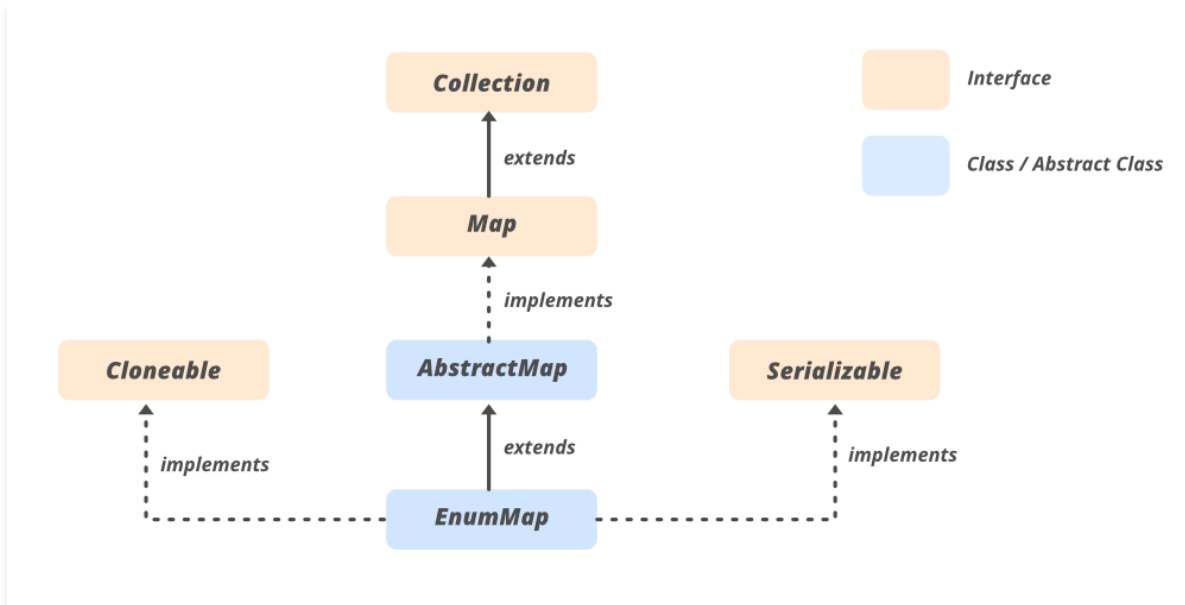 Collection
Interface
extends
Class / Abstract Class
Map
implements
Cloneable
AbstractMap
Serializable
extends
implements
implements
EnumMap